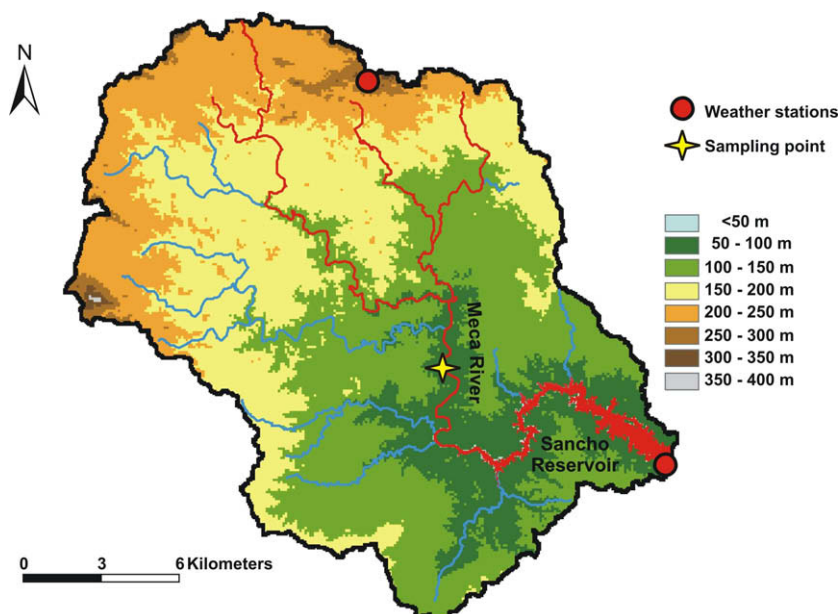 N
Weather stations
Sampling point
<50 m
50 - 100 m
100 - 150 m
150 - 200 m
200 - 250 m
250 - 300 m
300 - 350 m
350 - 400 m
Meca River
Sancho
Reservoir
0 3 6 Kilometers